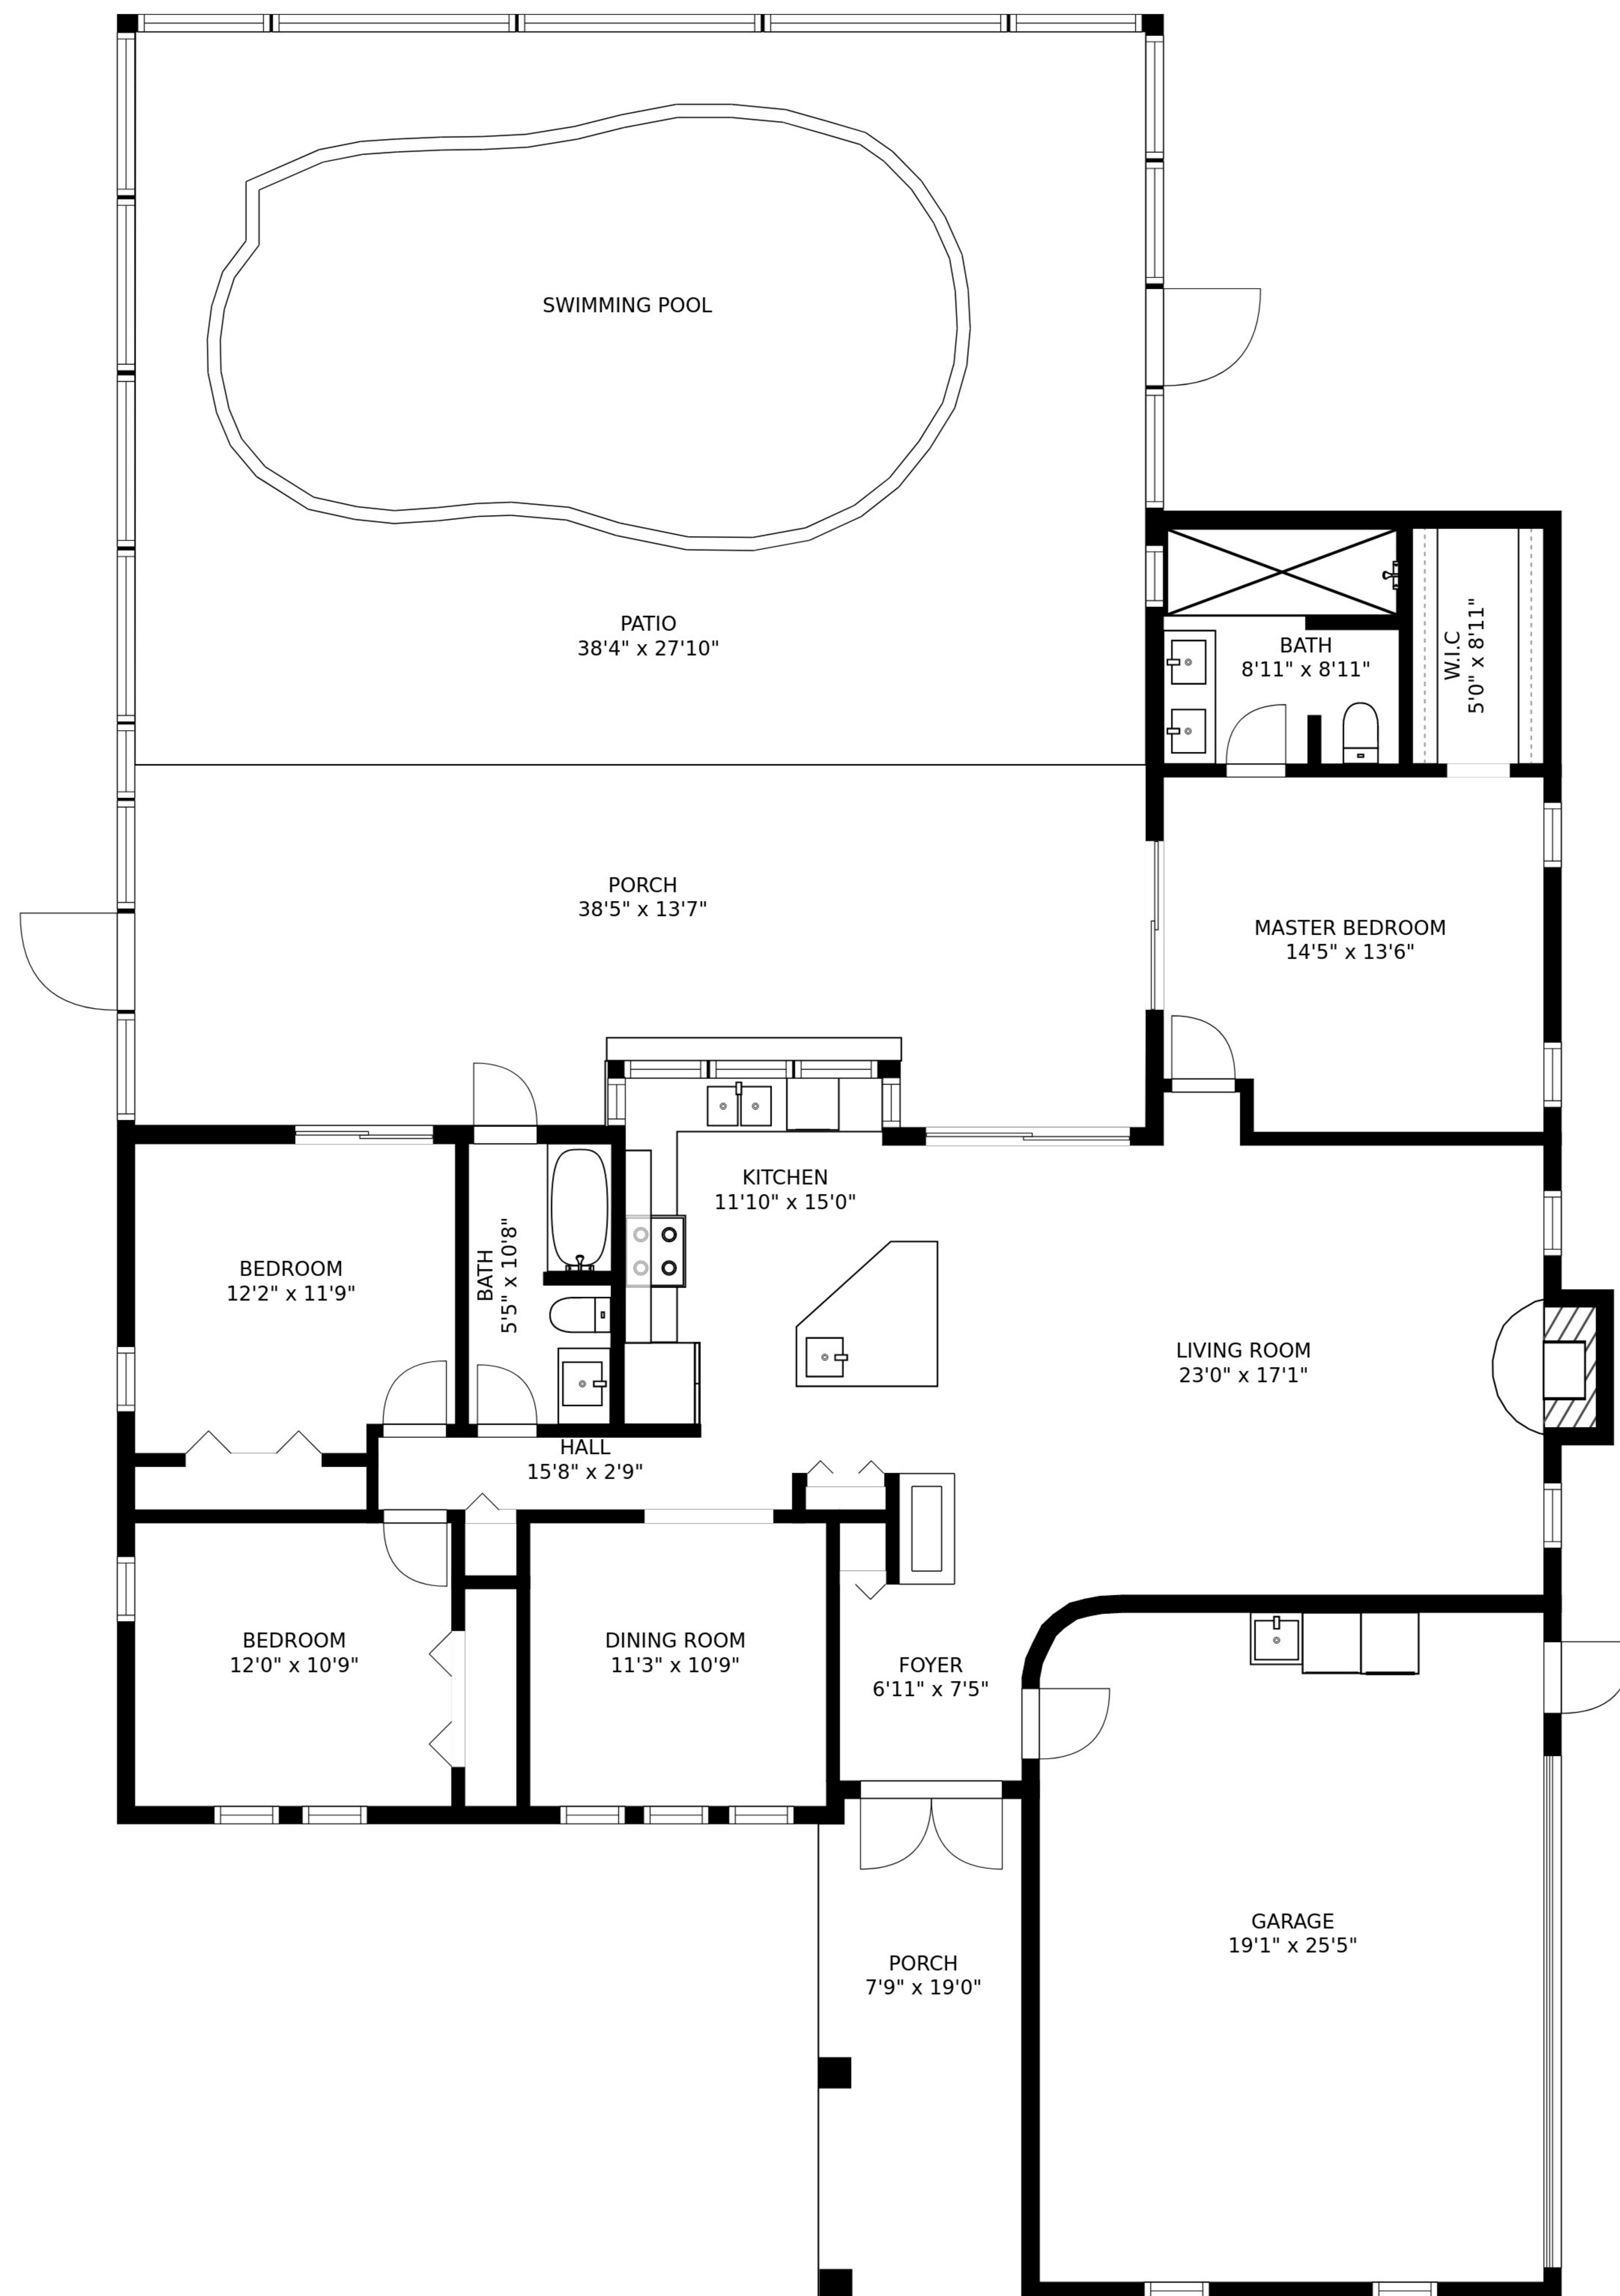 SWIMMING POOL
PATIO
38'4" x 27'10"
BATH
8'11" x 8'11"
W.I.C
5'0" x 8'11"
PORCH
38'5" x 13'7"
MASTER BEDROOM
14'5" x 13'6"
KITCHEN
11'10" x 15'0"
BEDROOM
12'2" x 11'9"
BATH
5'5" x 10'8"
LIVING ROOM
23'0" x 17'1"
HALL
15'8" x 2'9"
BEDROOM
12'0" x 10'9"
DINING ROOM
11'3" x 10'9"
FOYER
6'11" x 7'5"
GARAGE
19'1" x 25'5"
PORCH
7'9" x 19'0"